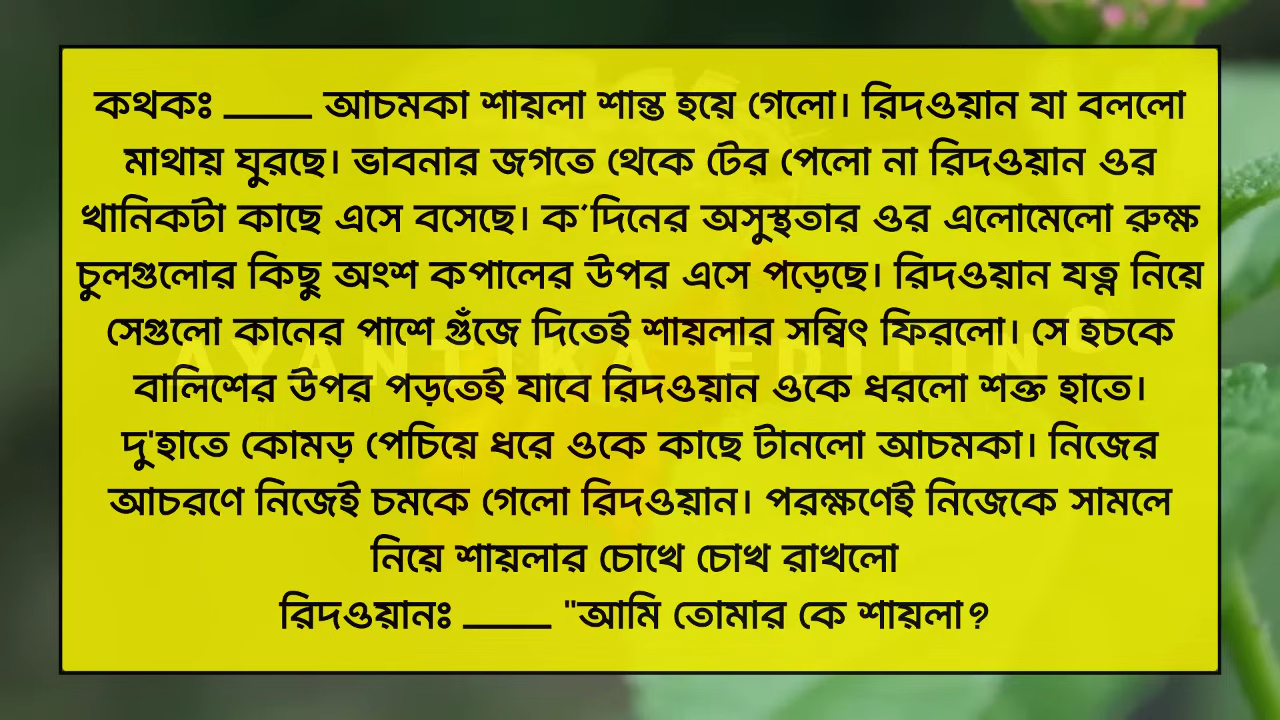 কথকঃ ____ আচমকা শায়লা শান্ত হয়ে গেলো। রিদওয়ান যা বললো
মাথায় ঘুরছে। ভাবনার জগতে থেকে টের পেলো না রিদওয়ান ওর
খানিকটা কাছে এসে বসেছে। ক'দিনের অসুস্থতার ওর এলোমেলো রুক্ষ
চুলগুলোর কিছু অংশ কপালের উপর এসে পড়েছে। রিদওয়ান যত্ন নিয়ে
সেগুলো কানের পাশে গুঁজে দিতেই শায়লার সম্বিৎ ফিরলো। সে হচকে
বালিশের উপর পড়তেই যাবে রিদওয়ান ওকে ধরলো শক্ত হাতে।
দু'হাতে কোমড় পেচিয়ে ধরে ওকে কাছে টানলো আচমকা। নিজের
আচরণে নিজেই চমকে গেলো রিদওয়ান। পরক্ষণেই নিজেকে সামলে
নিয়ে শায়লার চোখে চোখ রাখলো
রিদওয়ানঃ ____ "আমি তোমার কে শায়লা?
AYANTIKA EDITING